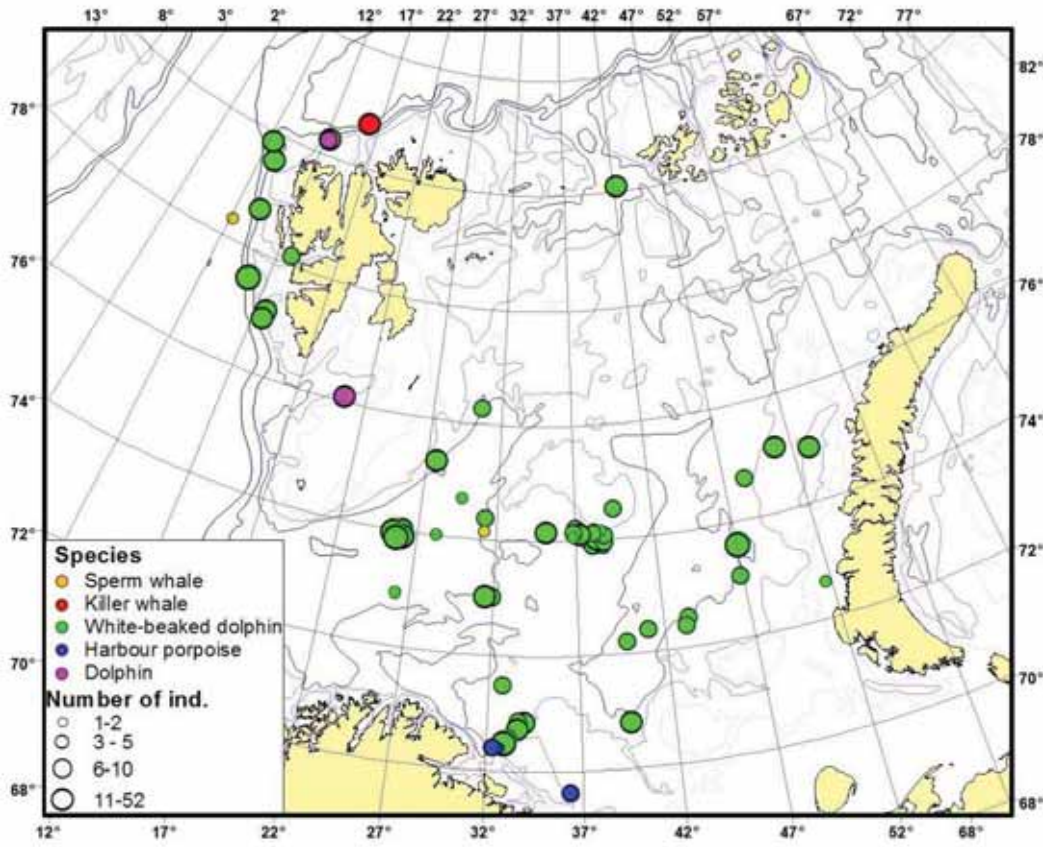 13° 8° 3° 2° 12° 17° 22° 27° 32° 37° 42° 47° 52° 57° 67° 72° 77°
82°
78°
78°
76°
76°
74°
74°
72°
72°
70°
70°
68°
68°
Species
Sperm whale
Killer whale
White-beaked dolphin
Harbour porpoise
Dolphin
Number of ind.
1-2
3 - 5
6-10
11-52
12° 17° 22° 27° 32° 37° 42° 47° 52° 68°